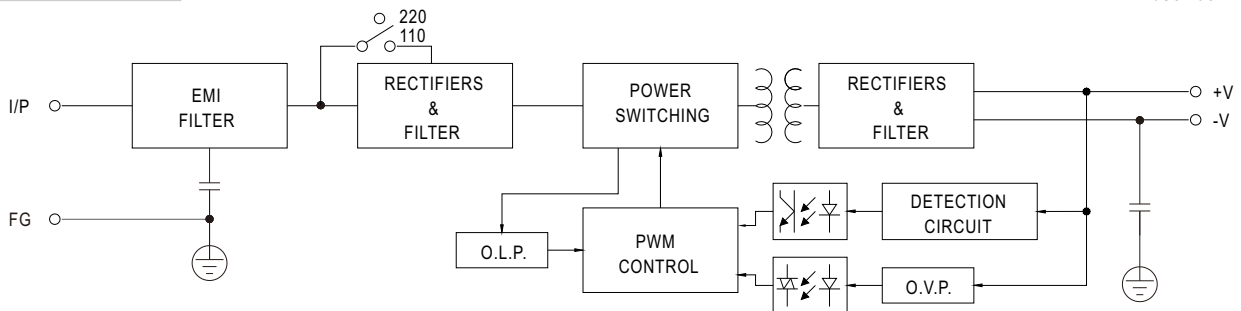 220
110
I/P
EMI
FILTER
RECTIFIERS
&
FILTER
POWER
SWITCHING
RECTIFIERS
&
FILTER
+V
-V
FG
O.L.P.
PWM
CONTROL
DETECTION
CIRCUIT
O.V.P.